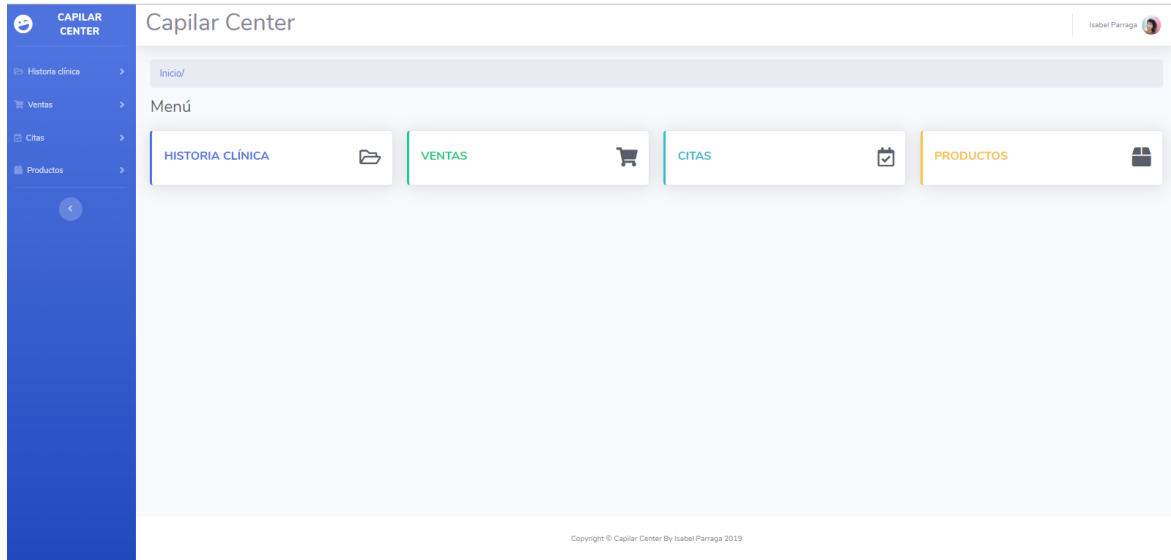 CAPILAR
CENTER
Historia clínica
Ventas
Citas
Productos
Capilar Center
Isabel Parraga
Inicio/
Menú
HISTORIA CLÍNICA
VENTAS
CITAS
PRODUCTOS
Copyright © Capilar Center By Isabel Parraga 2019